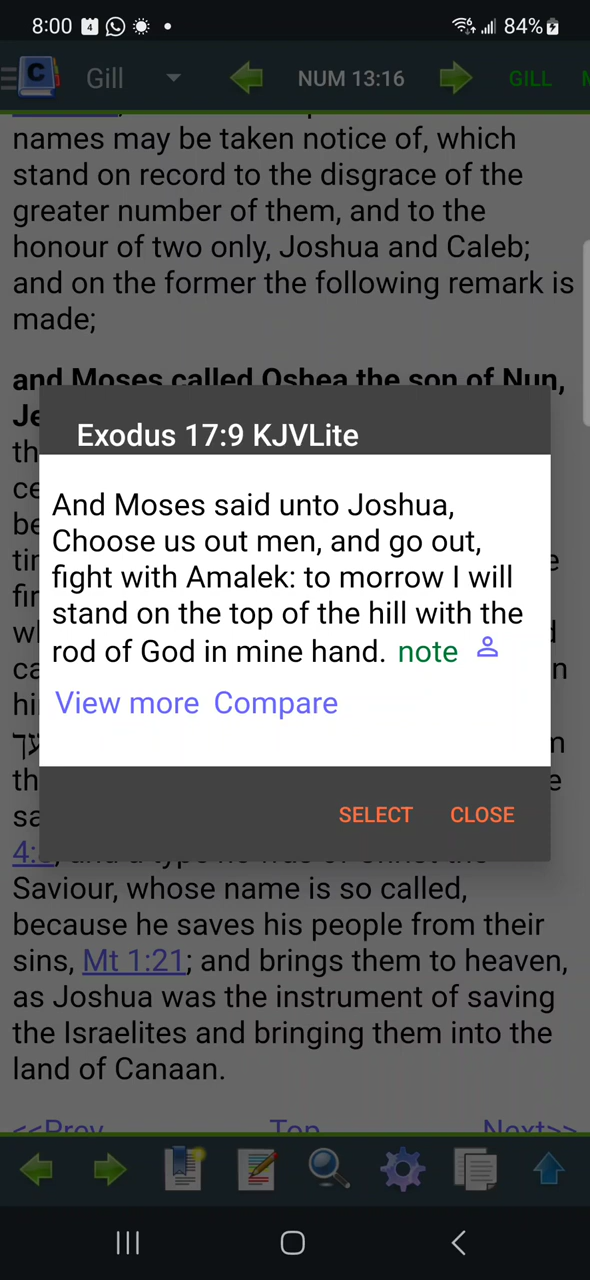 8:00 84%
Gill NUM 13:16 GILL
names may be taken notice of, which
stand on record to the disgrace of the
greater number of them, and to the
honour of two only, Joshua and Caleb;
and on the former the following remark is
made;
and Moses called Oshea the son of Nun,
Exodus 17:9 KJVLite
And Moses said unto Joshua,
Choose us out men, and go out,
fight with Amalek: to morrow I will
stand on the top of the hill with the
rod of God in mine hand. note
View more Compare
SELECT CLOSE
Saviour, whose name is so called,
because he saves his people from their
sins, Mt 1:21; and brings them to heaven,
as Joshua was the instrument of saving
the Israelites and bringing them into the
land of Canaan.
<<Prev Top Next>>